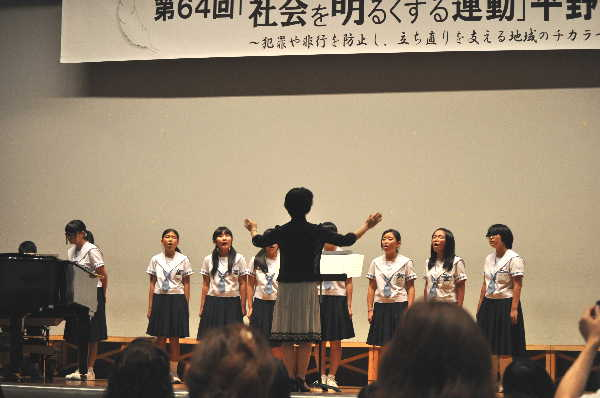 第64回「社会を明るくする運動」平野
～犯罪や非行を防止し、立ち直りを支える地域のチカラ～